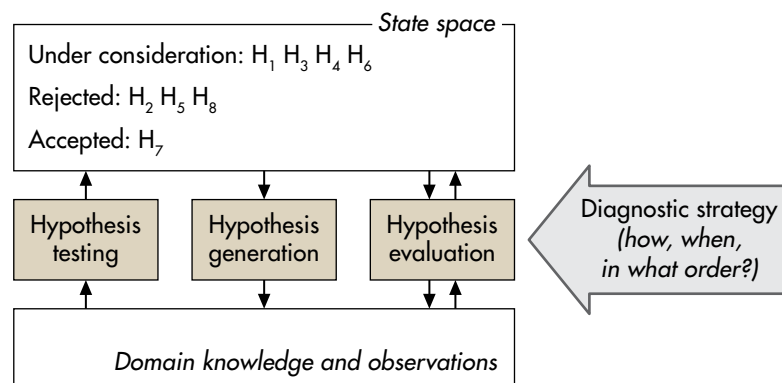 State space
Under consideration: H₁ H₃ H₄ H₆
Rejected: H₂ H₅ H₈
Accepted: H₇
Hypothesis
testing
Hypothesis
generation
Hypothesis
evaluation
Diagnostic strategy
(how, when,
in what order?)
Domain knowledge and observations